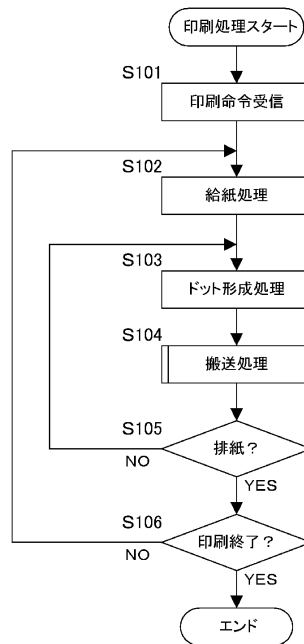 印刷処理スタート
S101
印刷命令受信
S102
給紙処理
S103
ドット形成処理
S104
搬送処理
S105
排紙？
NO
YES
S106
印刷終了？
NO
YES
エンド